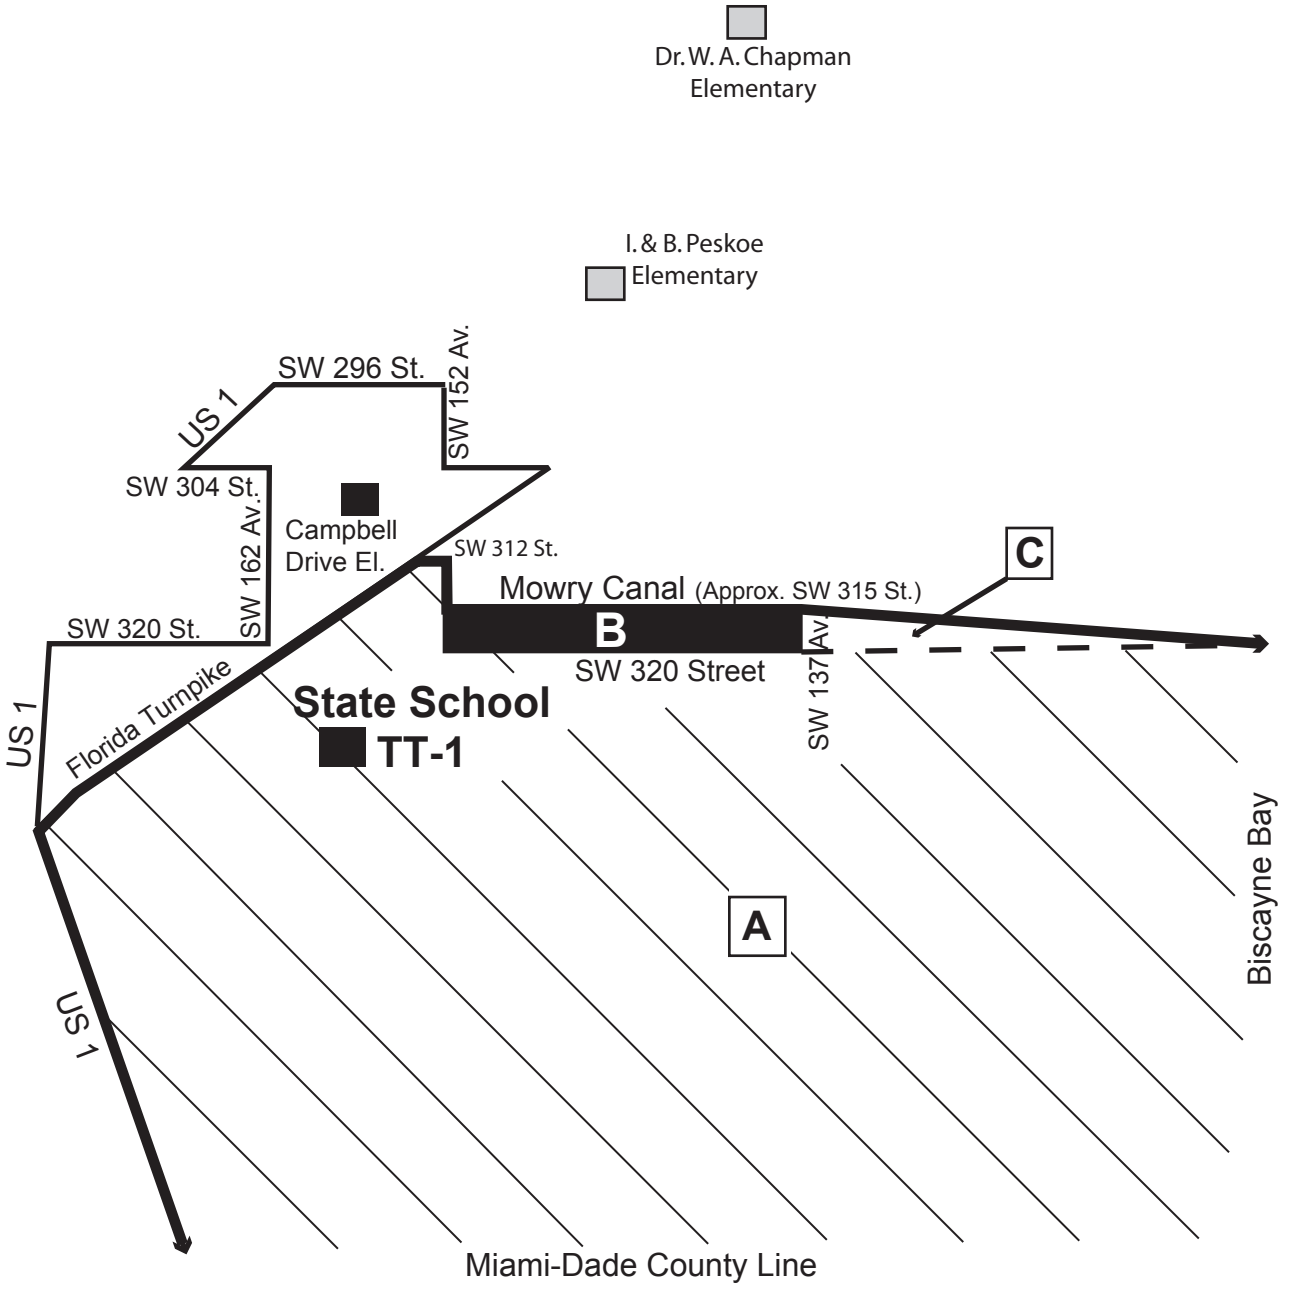 Dr. W. A. Chapman
Elementary
I. & B. Peskoe
Elementary
SW 296 St.
SW 152 Av.
US 1
SW 304 St.
Campbell
Drive El.
SW 162 Av.
SW 312 St.
C
Mowry Canal (Approx. SW 315 St.)
B
SW 320 St.
SW 320 Street
SW 137 Av.
Florida Turnpike
State School
TT-1
US 1
A
Biscayne Bay
US 1
Miami-Dade County Line